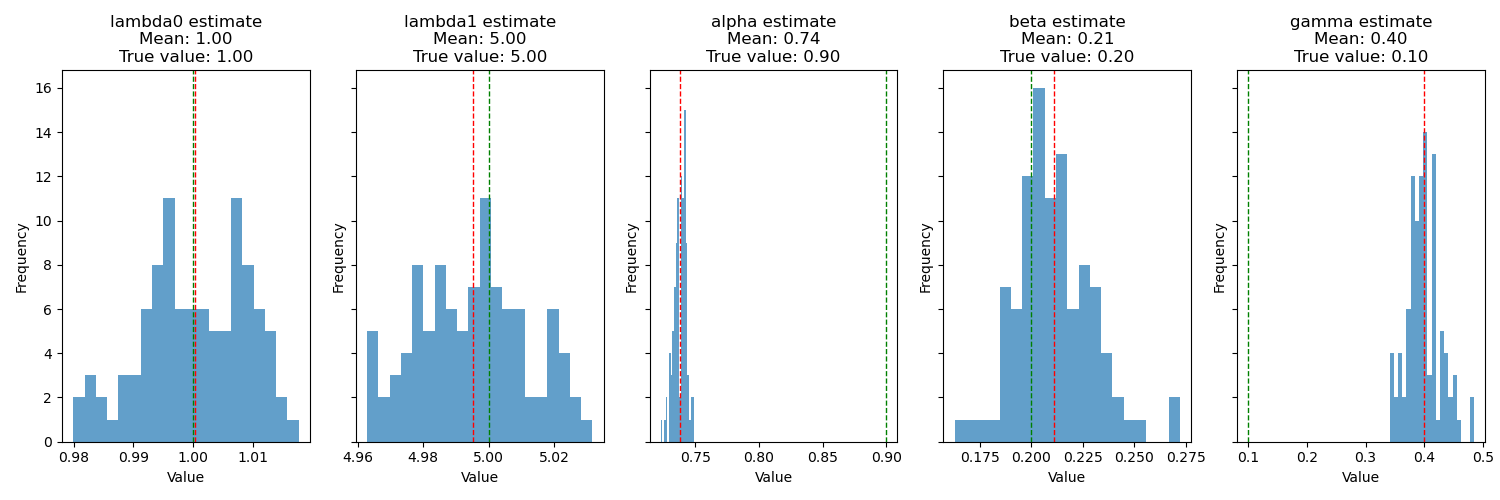 lambda0 estimate
Mean: 1.00
True value: 1.00
lambda1 estimate
Mean: 5.00
True value: 5.00
alpha estimate
Mean: 0.74
True value: 0.90
beta estimate
Mean: 0.21
True value: 0.20
gamma estimate
Mean: 0.40
True value: 0.10
Frequency
16
14
12
10
8
6
4
2
0
0.98 0.99 1.00 1.01
Value
Frequency
4.96 4.98 5.00 5.02
Value
Frequency
0.75 0.80 0.85 0.90
Value
Frequency
0.175 0.200 0.225 0.250 0.275
Value
Frequency
0.1 0.2 0.3 0.4 0.5
Value